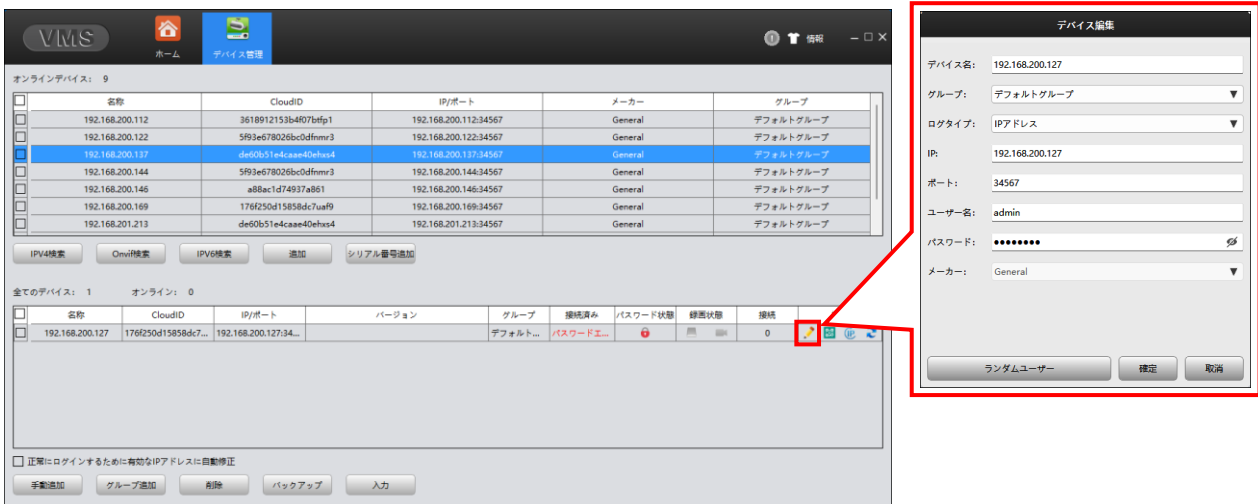 VMS
ホーム
デバイス管理
情報
オンラインデバイス: 9
名称 CloudID IP/ポート メーカー グループ
192.168.200.112 3618912153b4f07btfp1 192.168.200.112:34567 General デフォルトグループ
192.168.200.122 5f93e678026bc0dfnmr3 192.168.200.122:34567 General デフォルトグループ
192.168.200.137 de60b51e4caae40ehxs4 192.168.200.137:34567 General デフォルトグループ
192.168.200.144 5f93e678026bc0dfnmr3 192.168.200.144:34567 General デフォルトグループ
192.168.200.146 a88ac1d74937a861 192.168.200.146:34567 General デフォルトグループ
192.168.200.169 176f250d15858dc7uaf9 192.168.200.169:34567 General デフォルトグループ
192.168.201.213 de60b51e4caae40ehxs4 192.168.201.213:34567 General デフォルトグループ
IPV4検索 Onvif検索 IPV6検索 追加 シリアル番号追加
全てのデバイス: 1 オンライン: 0
名称 CloudID IP/ポート バージョン グループ 接続済み パスワード状態 録画状態 接続
192.168.200.127 176f250d15858dc7... 192.168.200.127:34... デフォルト... パスワードエ... 0 IP
正常にログインするために有効なIPアドレスに自動修正
手動追加 グループ追加 削除 バックアップ 入力
デバイス編集
デバイス名: 192.168.200.127
グループ: デフォルトグループ
ログタイプ: IPアドレス
IP: 192.168.200.127
ポート: 34567
ユーザー名: admin
パスワード: ●●●●●●●●
メーカー: General
ランダムユーザー 確定 取消